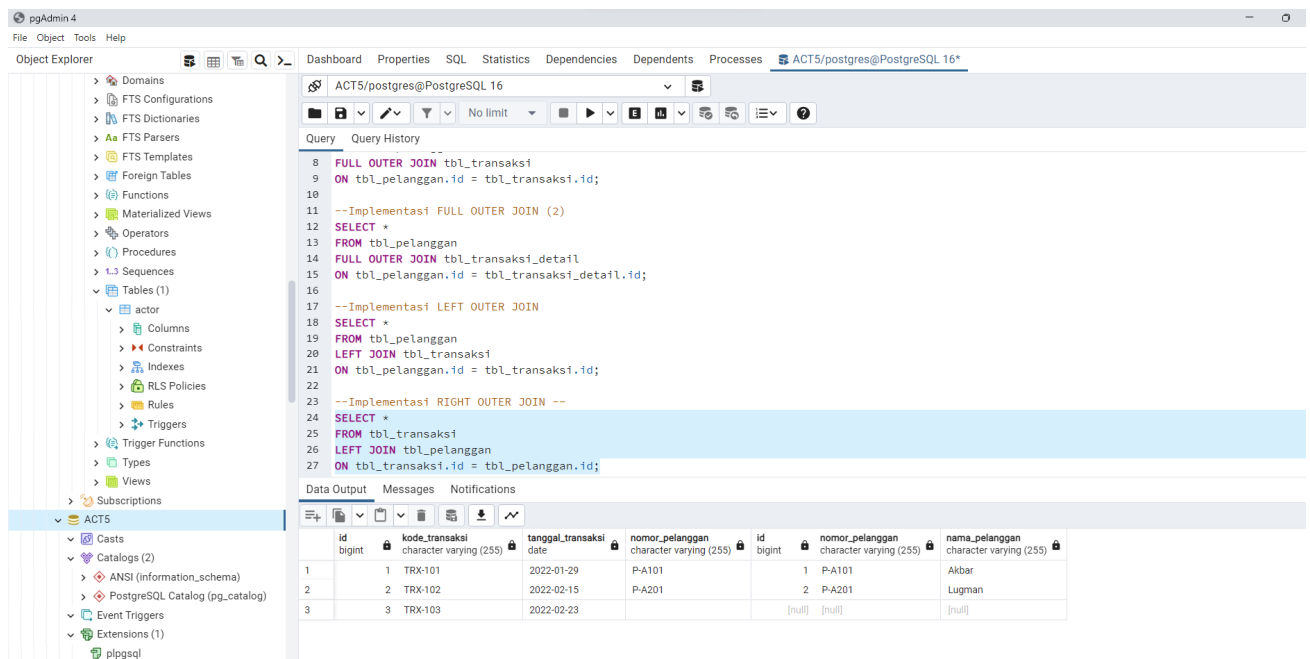 pgAdmin 4
File Object Tools Help
Object Explorer
Domains
FTS Configurations
FTS Dictionaries
Aa FTS Parsers
FTS Templates
Foreign Tables
Functions
Materialized Views
Operators
Procedures
1..3 Sequences
Tables (1)
actor
Columns
Constraints
Indexes
RLS Policies
Rules
Triggers
Trigger Functions
Types
Views
Subscriptions
ACT5
Casts
Catalogs (2)
ANSI (information_schema)
PostgreSQL Catalog (pg_catalog)
Event Triggers
Extensions (1)
plpgsql
Dashboard Properties SQL Statistics Dependencies Dependents Processes ACT5/postgres@PostgreSQL 16*
ACT5/postgres@PostgreSQL 16
No limit
Query Query History
8 FULL OUTER JOIN tbl_transaksi
9 ON tbl_pelanggan.id = tbl_transaksi.id;
10
11 --Implementasi FULL OUTER JOIN (2)
12 SELECT *
13 FROM tbl_pelanggan
14 FULL OUTER JOIN tbl_transaksi_detail
15 ON tbl_pelanggan.id = tbl_transaksi_detail.id;
16
17 --Implementasi LEFT OUTER JOIN
18 SELECT *
19 FROM tbl_pelanggan
20 LEFT JOIN tbl_transaksi
21 ON tbl_pelanggan.id = tbl_transaksi.id;
22
23 --Implementasi RIGHT OUTER JOIN --
24 SELECT *
25 FROM tbl_transaksi
26 LEFT JOIN tbl_pelanggan
27 ON tbl_transaksi.id = tbl_pelanggan.id;
Data Output Messages Notifications
id kode_transaksi tanggal_transaksi nomor_pelanggan id nomor_pelanggan nama_pelanggan
bigint character varying (255) date character varying (255) bigint character varying (255) character varying (255)
1 1 TRX-101 2022-01-29 P-A101 1 P-A101 Akbar
2 2 TRX-102 2022-02-15 P-A201 2 P-A201 Lugman
3 3 TRX-103 2022-02-23 [null] [null] [null]